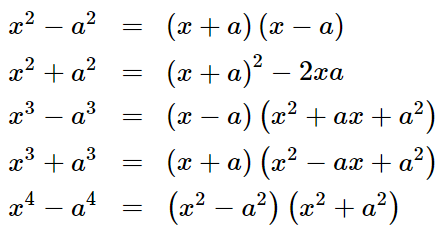 x² − a² = (x + a)(x − a)
x² + a² = (x + a)² − 2xa
x³ − a³ = (x − a)(x² + ax + a²)
x³ + a³ = (x + a)(x² − ax + a²)
x⁴ − a⁴ = (x² − a²)(x² + a²)